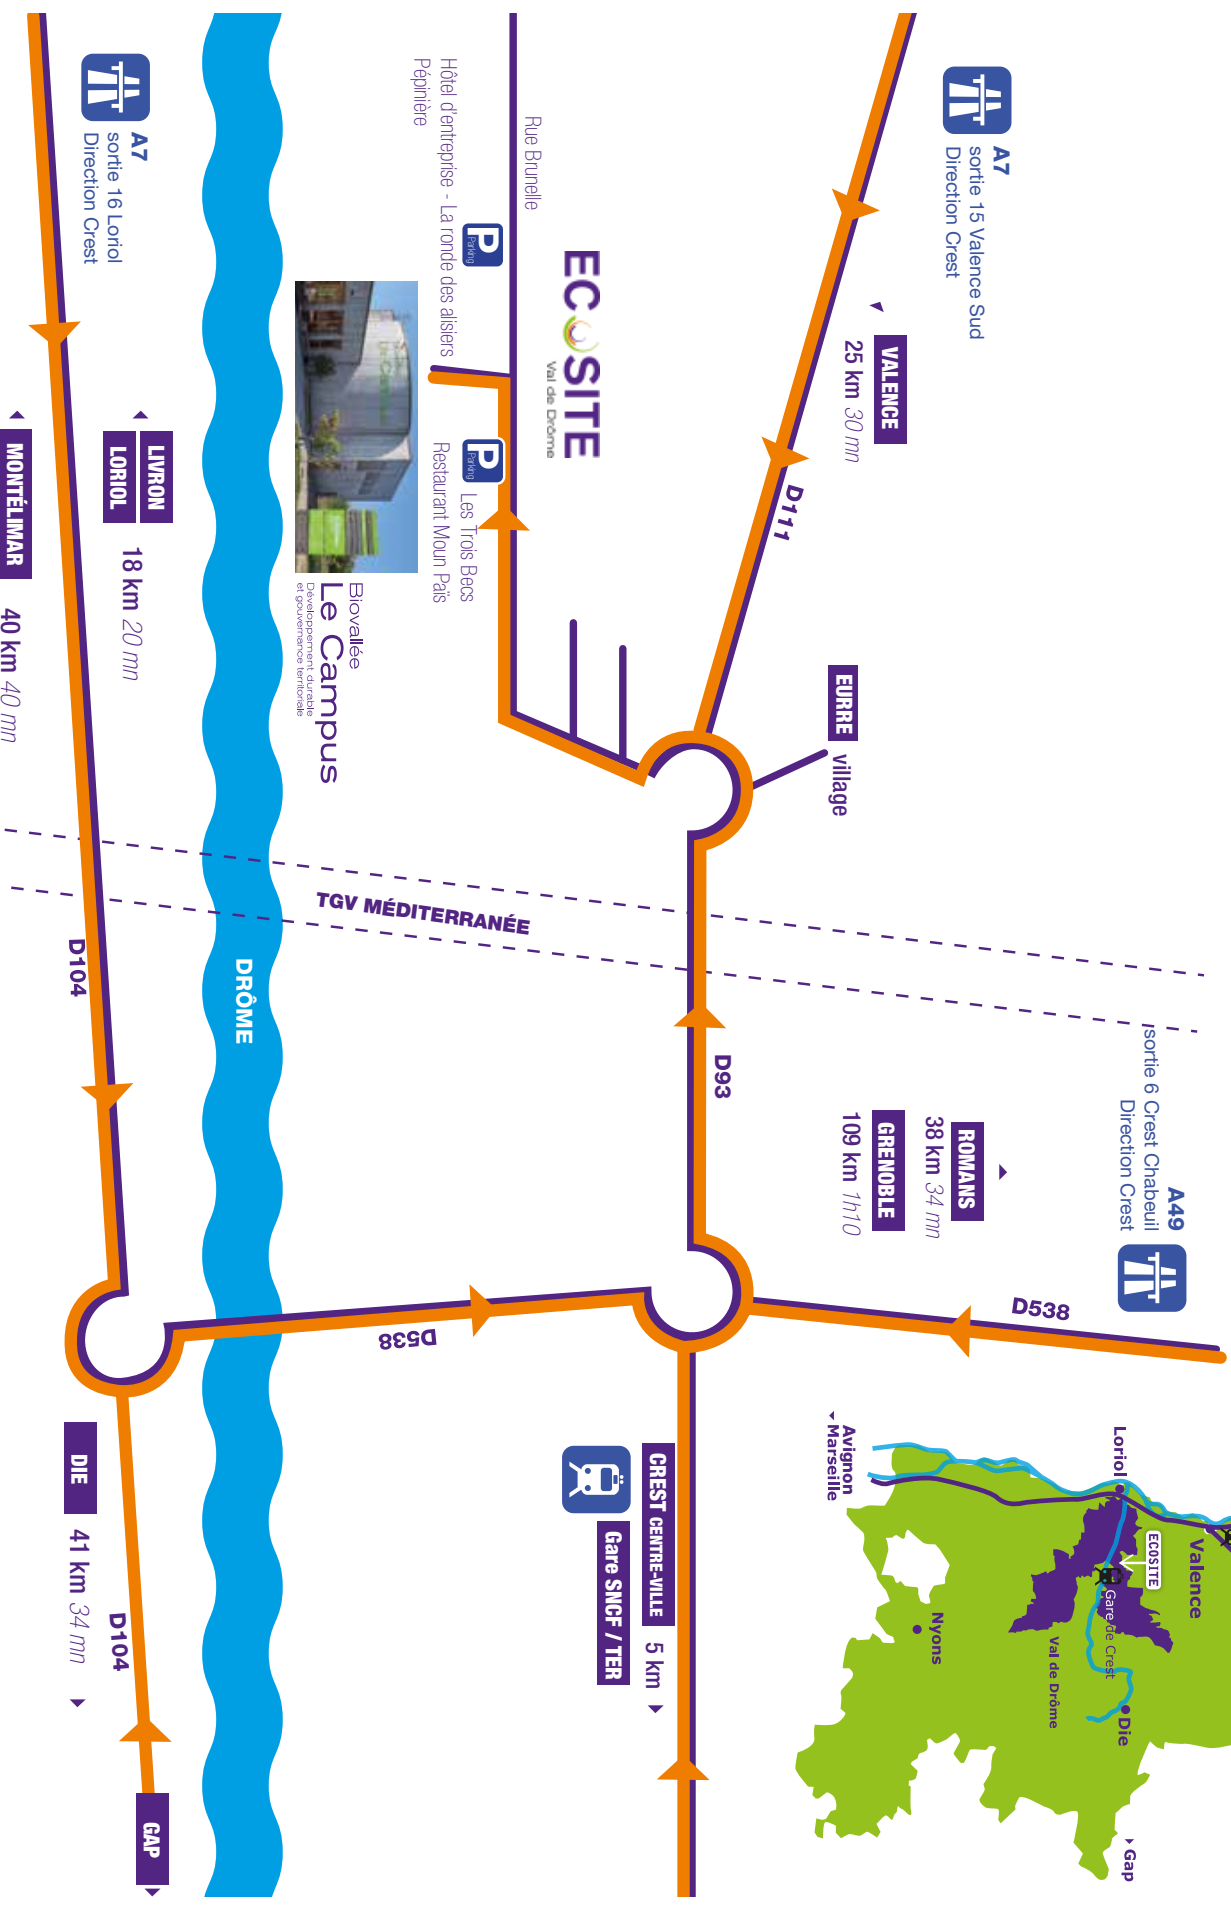 A7
sortie 15 Valence Sud
Direction Crest
VALENCE
25 km 30 mn
D111
EURRE village
A49
sortie 6 Crest Chabeuil
Direction Crest
ROMANS
38 km 34 mn
GRENOBLE
109 km 1h10
D538
D93
ECOSITE
Val de Drôme
Rue Brunelle
P
Parking
Hôtel d'entreprise - La ronde des alisiers
Pépinière
P
Parking
Les Trois Becs
Restaurant Moun Païs
Biovallée
Le Campus
Développement durable
et gouvernance territoriale
TGV MÉDITERRANÉE
CREST CENTRE-VILLE 5 km
Gare SNCF / TER
D538
DRÔME
A7
sortie 16 Loriol
Direction Crest
LIVRON
LORIOL
18 km 20 mn
MONTÉLIMAR 40 km 40 mn
D104
DIE 41 km 34 mn
D104
GAP
Valence
ECOSITE
Loriol
Gare de Crest
Die
Gap
Val de Drôme
Nyons
Avignon
Marseille